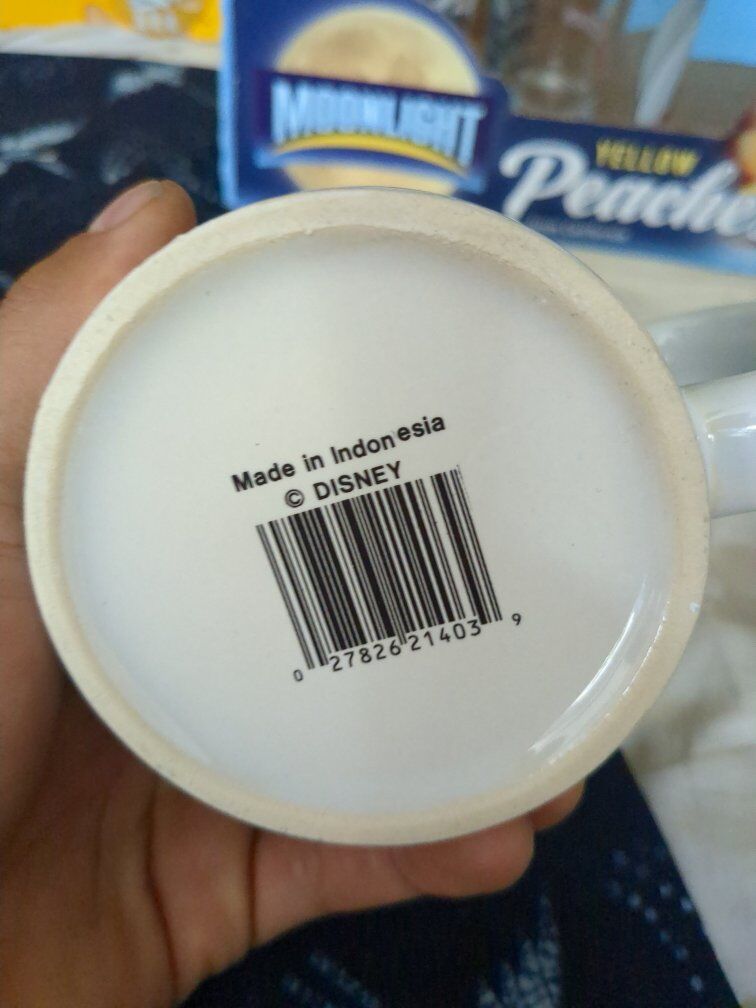 MOONLIGHT
YELLOW
Peache
Made in Indonesia
© DISNEY
0 27826 21403 9